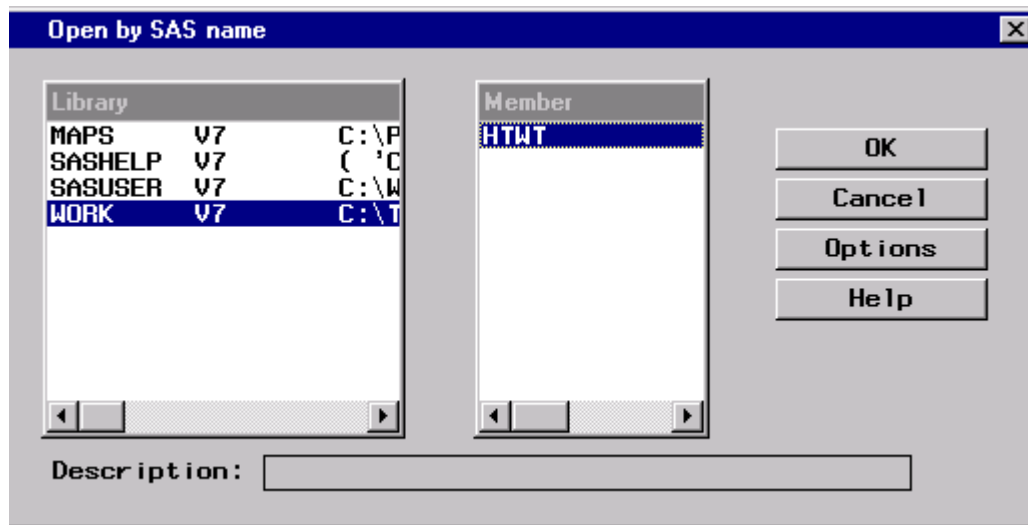 Open by SAS name
Library
MAPS V7 C:\P
SASHELP V7 ( 'C
SASUSER V7 C:\W
WORK V7 C:\T
Member
HTWT
OK
Cancel
Options
Help
Description: